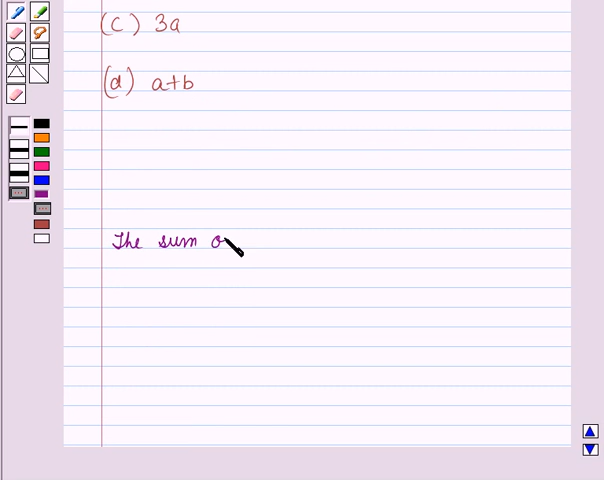 (C) 3a
(d) a+b
The sum o